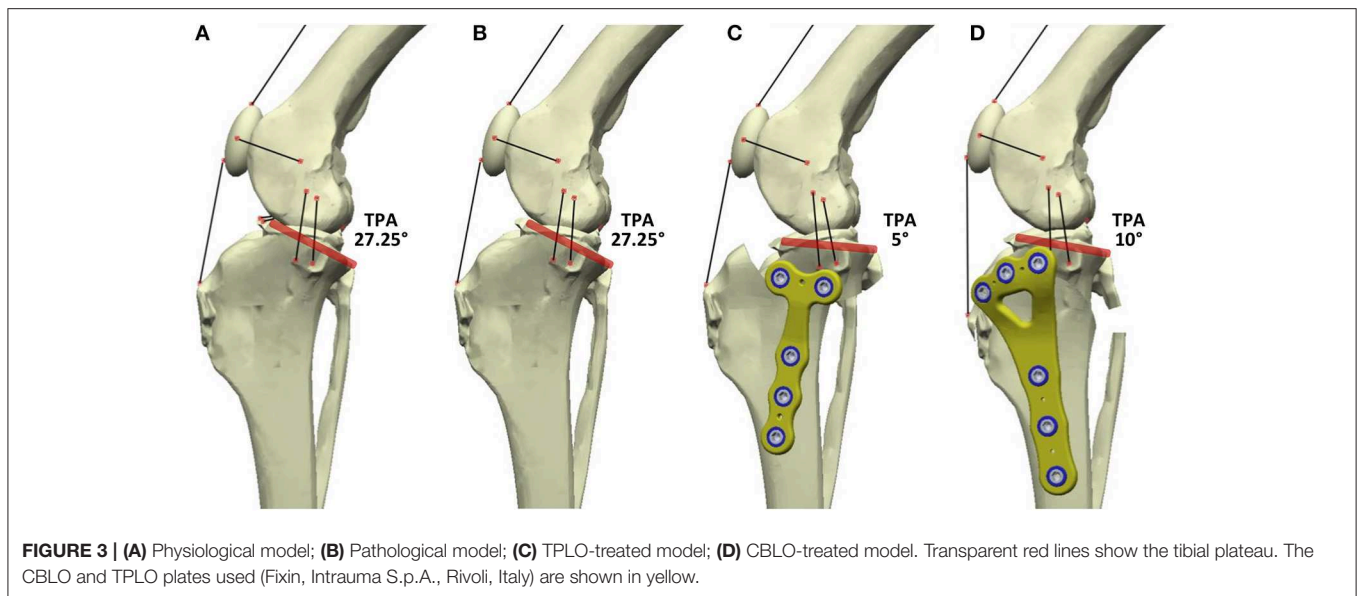 A
B
C
D
TPA
27.25°
TPA
27.25°
TPA
5°
TPA
10°
FIGURE 3 | (A) Physiological model; (B) Pathological model; (C) TPLO-treated model; (D) CBLO-treated model. Transparent red lines show the tibial plateau. The
CBLO and TPLO plates used (Fixin, Intrauma S.p.A., Rivoli, Italy) are shown in yellow.